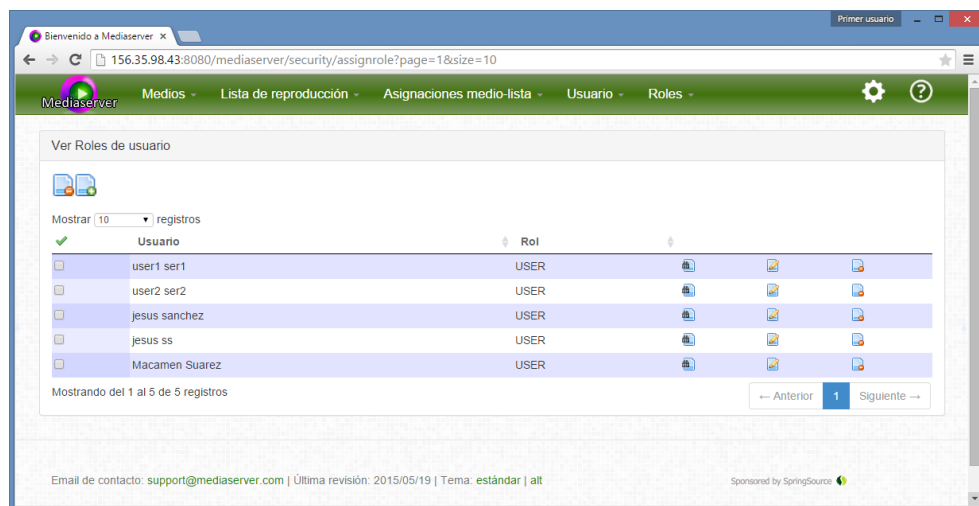 Primer usuario
Bienvenido a Mediaserver
156.35.98.43:8080/mediaserver/security/assignrole?page=1&size=10
Mediaserver Medios Lista de reproducción Asignaciones medio-lista Usuario Roles ?
Ver Roles de usuario
Mostrar 10 registros
Usuario Rol
user1 ser1 USER
user2 ser2 USER
jesus sanchez USER
jesus ss USER
Macamen Suarez USER
Mostrando del 1 al 5 de 5 registros
← Anterior 1 Siguiente →
Email de contacto: support@mediaserver.com | Última revisión: 2015/05/19 | Tema: estándar | alt
Sponsored by SpringSource